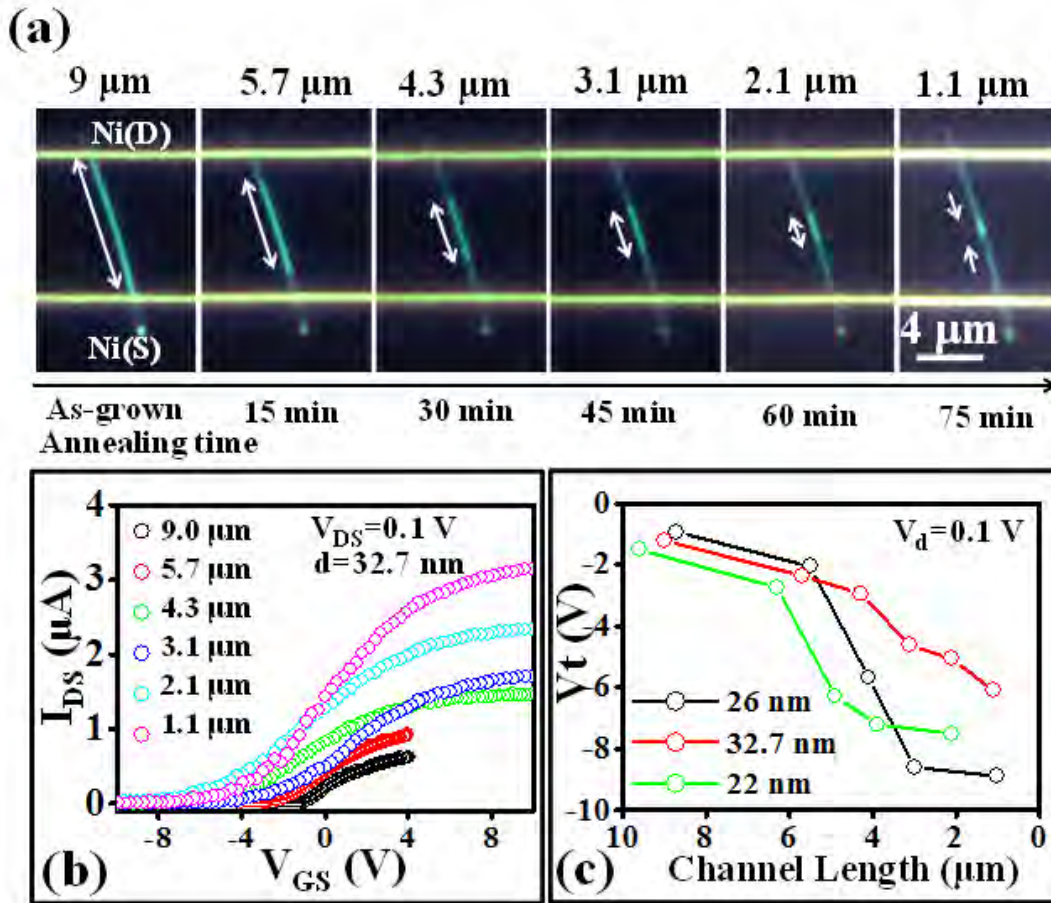 (a)
9 μm 5.7 μm 4.3 μm 3.1 μm 2.1 μm 1.1 μm
Ni(D)
Ni(S)
4 μm
As-grown 15 min 30 min 45 min 60 min 75 min
Annealing time
4
3
2
1
0
I_DS (μA)
9.0 μm
5.7 μm
4.3 μm
3.1 μm
2.1 μm
1.1 μm
V_DS=0.1 V
d=32.7 nm
-8 -4 0 4 8
(b)
V_GS (V)
0
-2
-4
-6
-8
-10
Vt (V)
V_d=0.1 V
26 nm
32.7 nm
22 nm
10 8 6 4 2 0
(c)
Channel Length (μm)